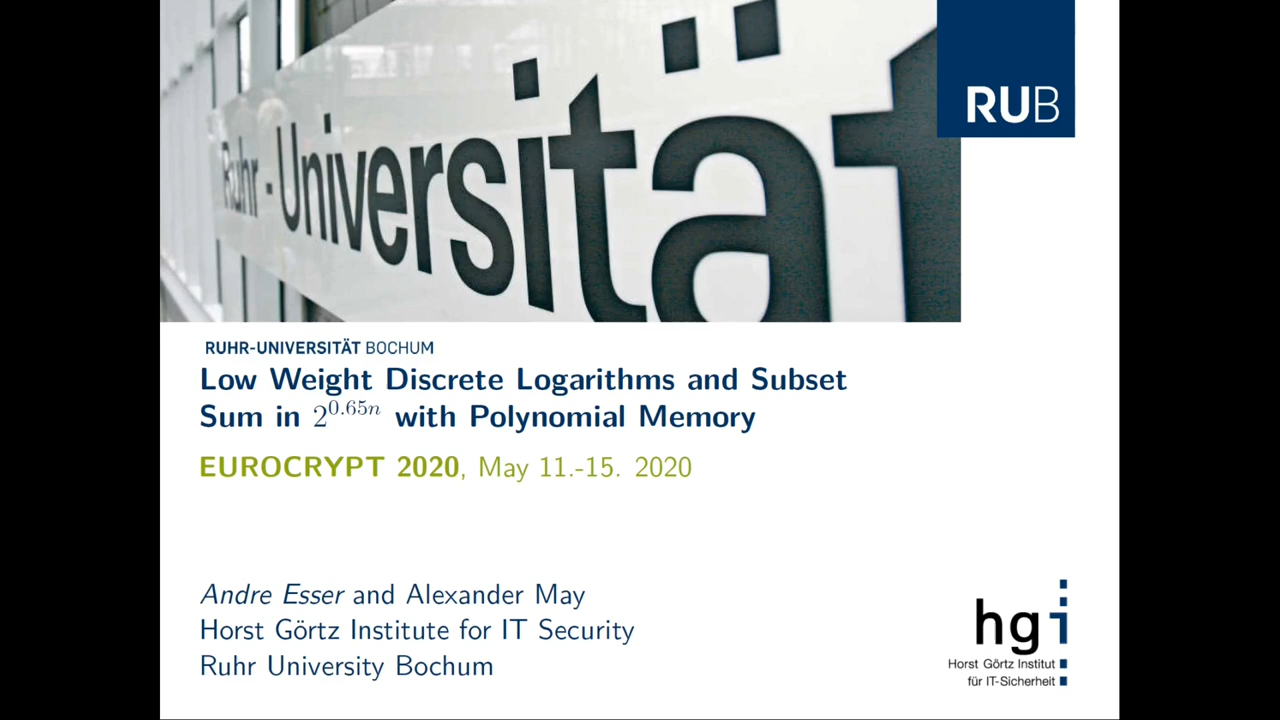 Ruhr - Universität
RUB
RUHR-UNIVERSITÄT BOCHUM
Low Weight Discrete Logarithms and Subset
Sum in 2^{0.65n} with Polynomial Memory
EUROCRYPT 2020, May 11.-15. 2020
Andre Esser and Alexander May
Horst Görtz Institute for IT Security
Ruhr University Bochum
hgi
Horst Görtz Institut
für IT-Sicherheit